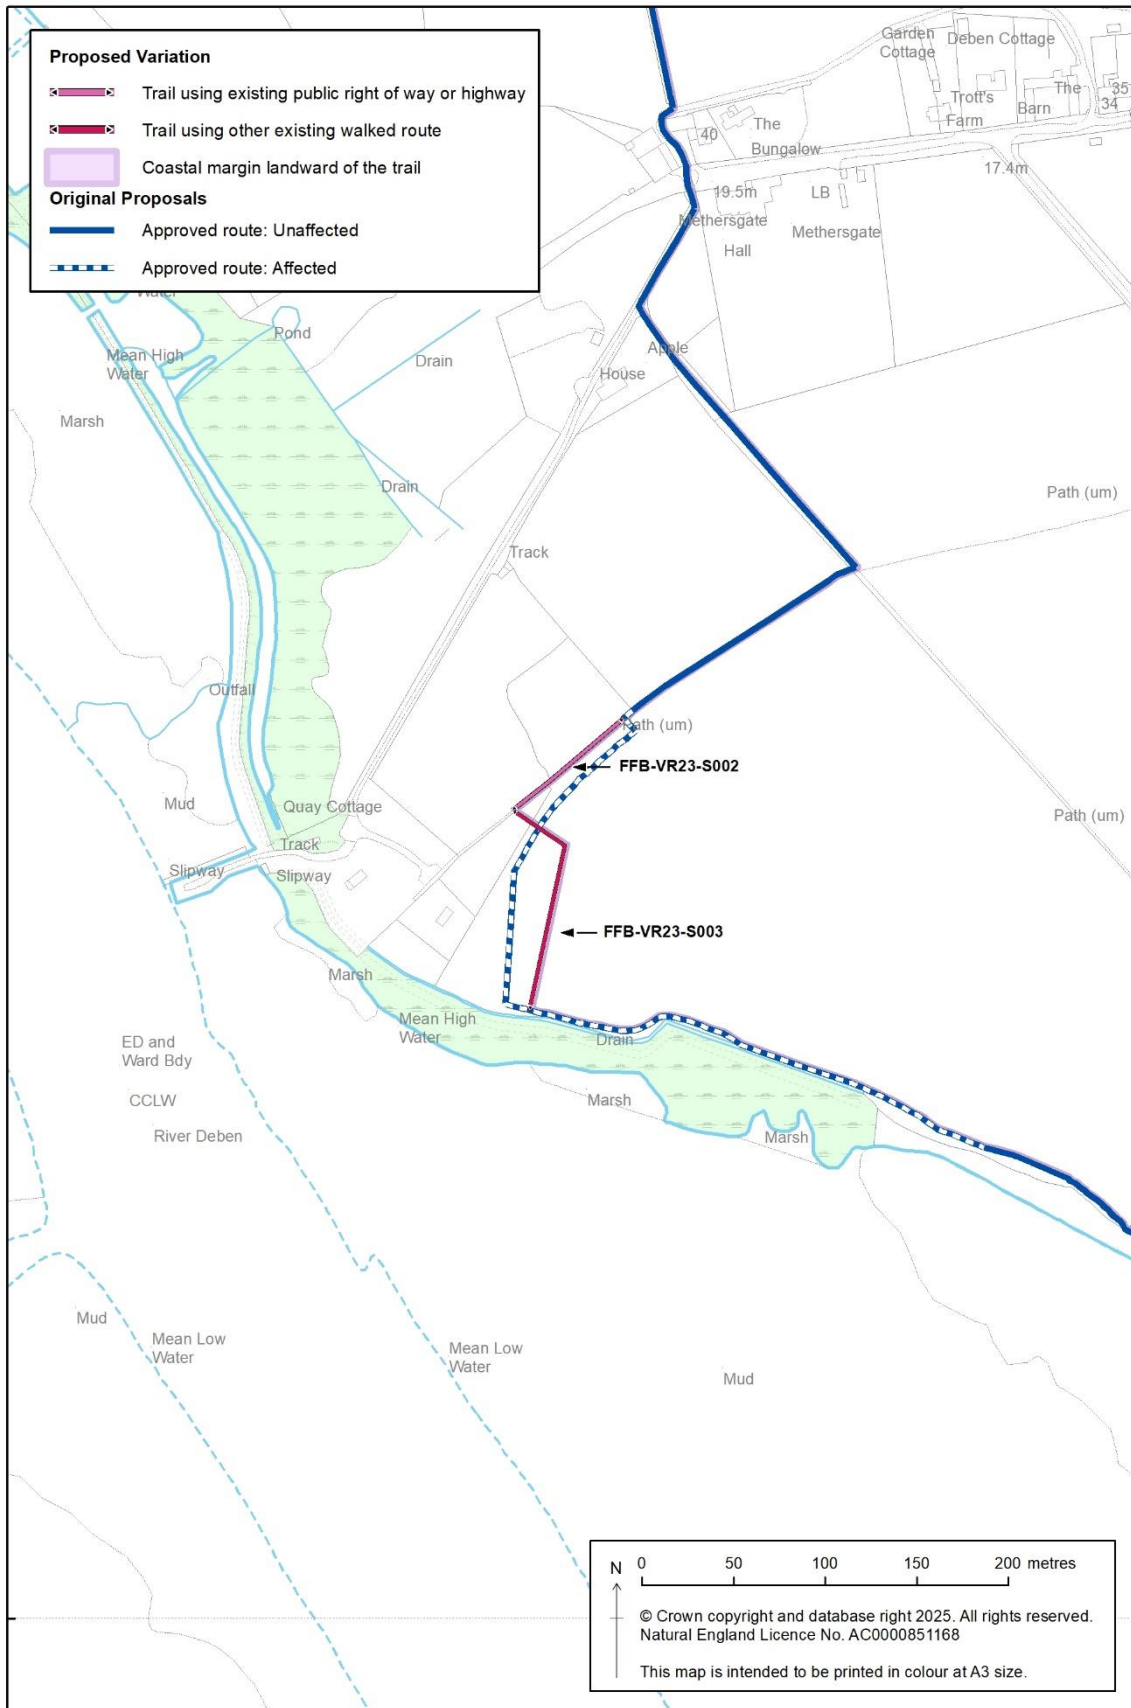 Proposed Variation
Trail using existing public right of way or highway
Trail using other existing walked route
Coastal margin landward of the trail
Original Proposals
Approved route: Unaffected
Approved route: Affected
Garden
Cottage
Deben Cottage
Trott's
Farm
The
Barn
35
34
40
The
Bungalow
17.4m
19.5m
LB
Methersgate
Hall
Methersgate
Water
Pond
Mean High
Water
Drain
Apple
House
Marsh
Drain
Path (um)
Track
Outfall
Path (um)
FFB-VR23-S002
Mud
Quay Cottage
Path (um)
Track
Slipway
Slipway
FFB-VR23-S003
Marsh
Mean High
Water
Drain
ED and
Ward Bdy
CCLW
Marsh
River Deben
Marsh
Mud
Mean Low
Water
Mean Low
Water
Mud
N
0 50 100 150 200 metres
© Crown copyright and database right 2025. All rights reserved.
Natural England Licence No. AC0000851168
This map is intended to be printed in colour at A3 size.